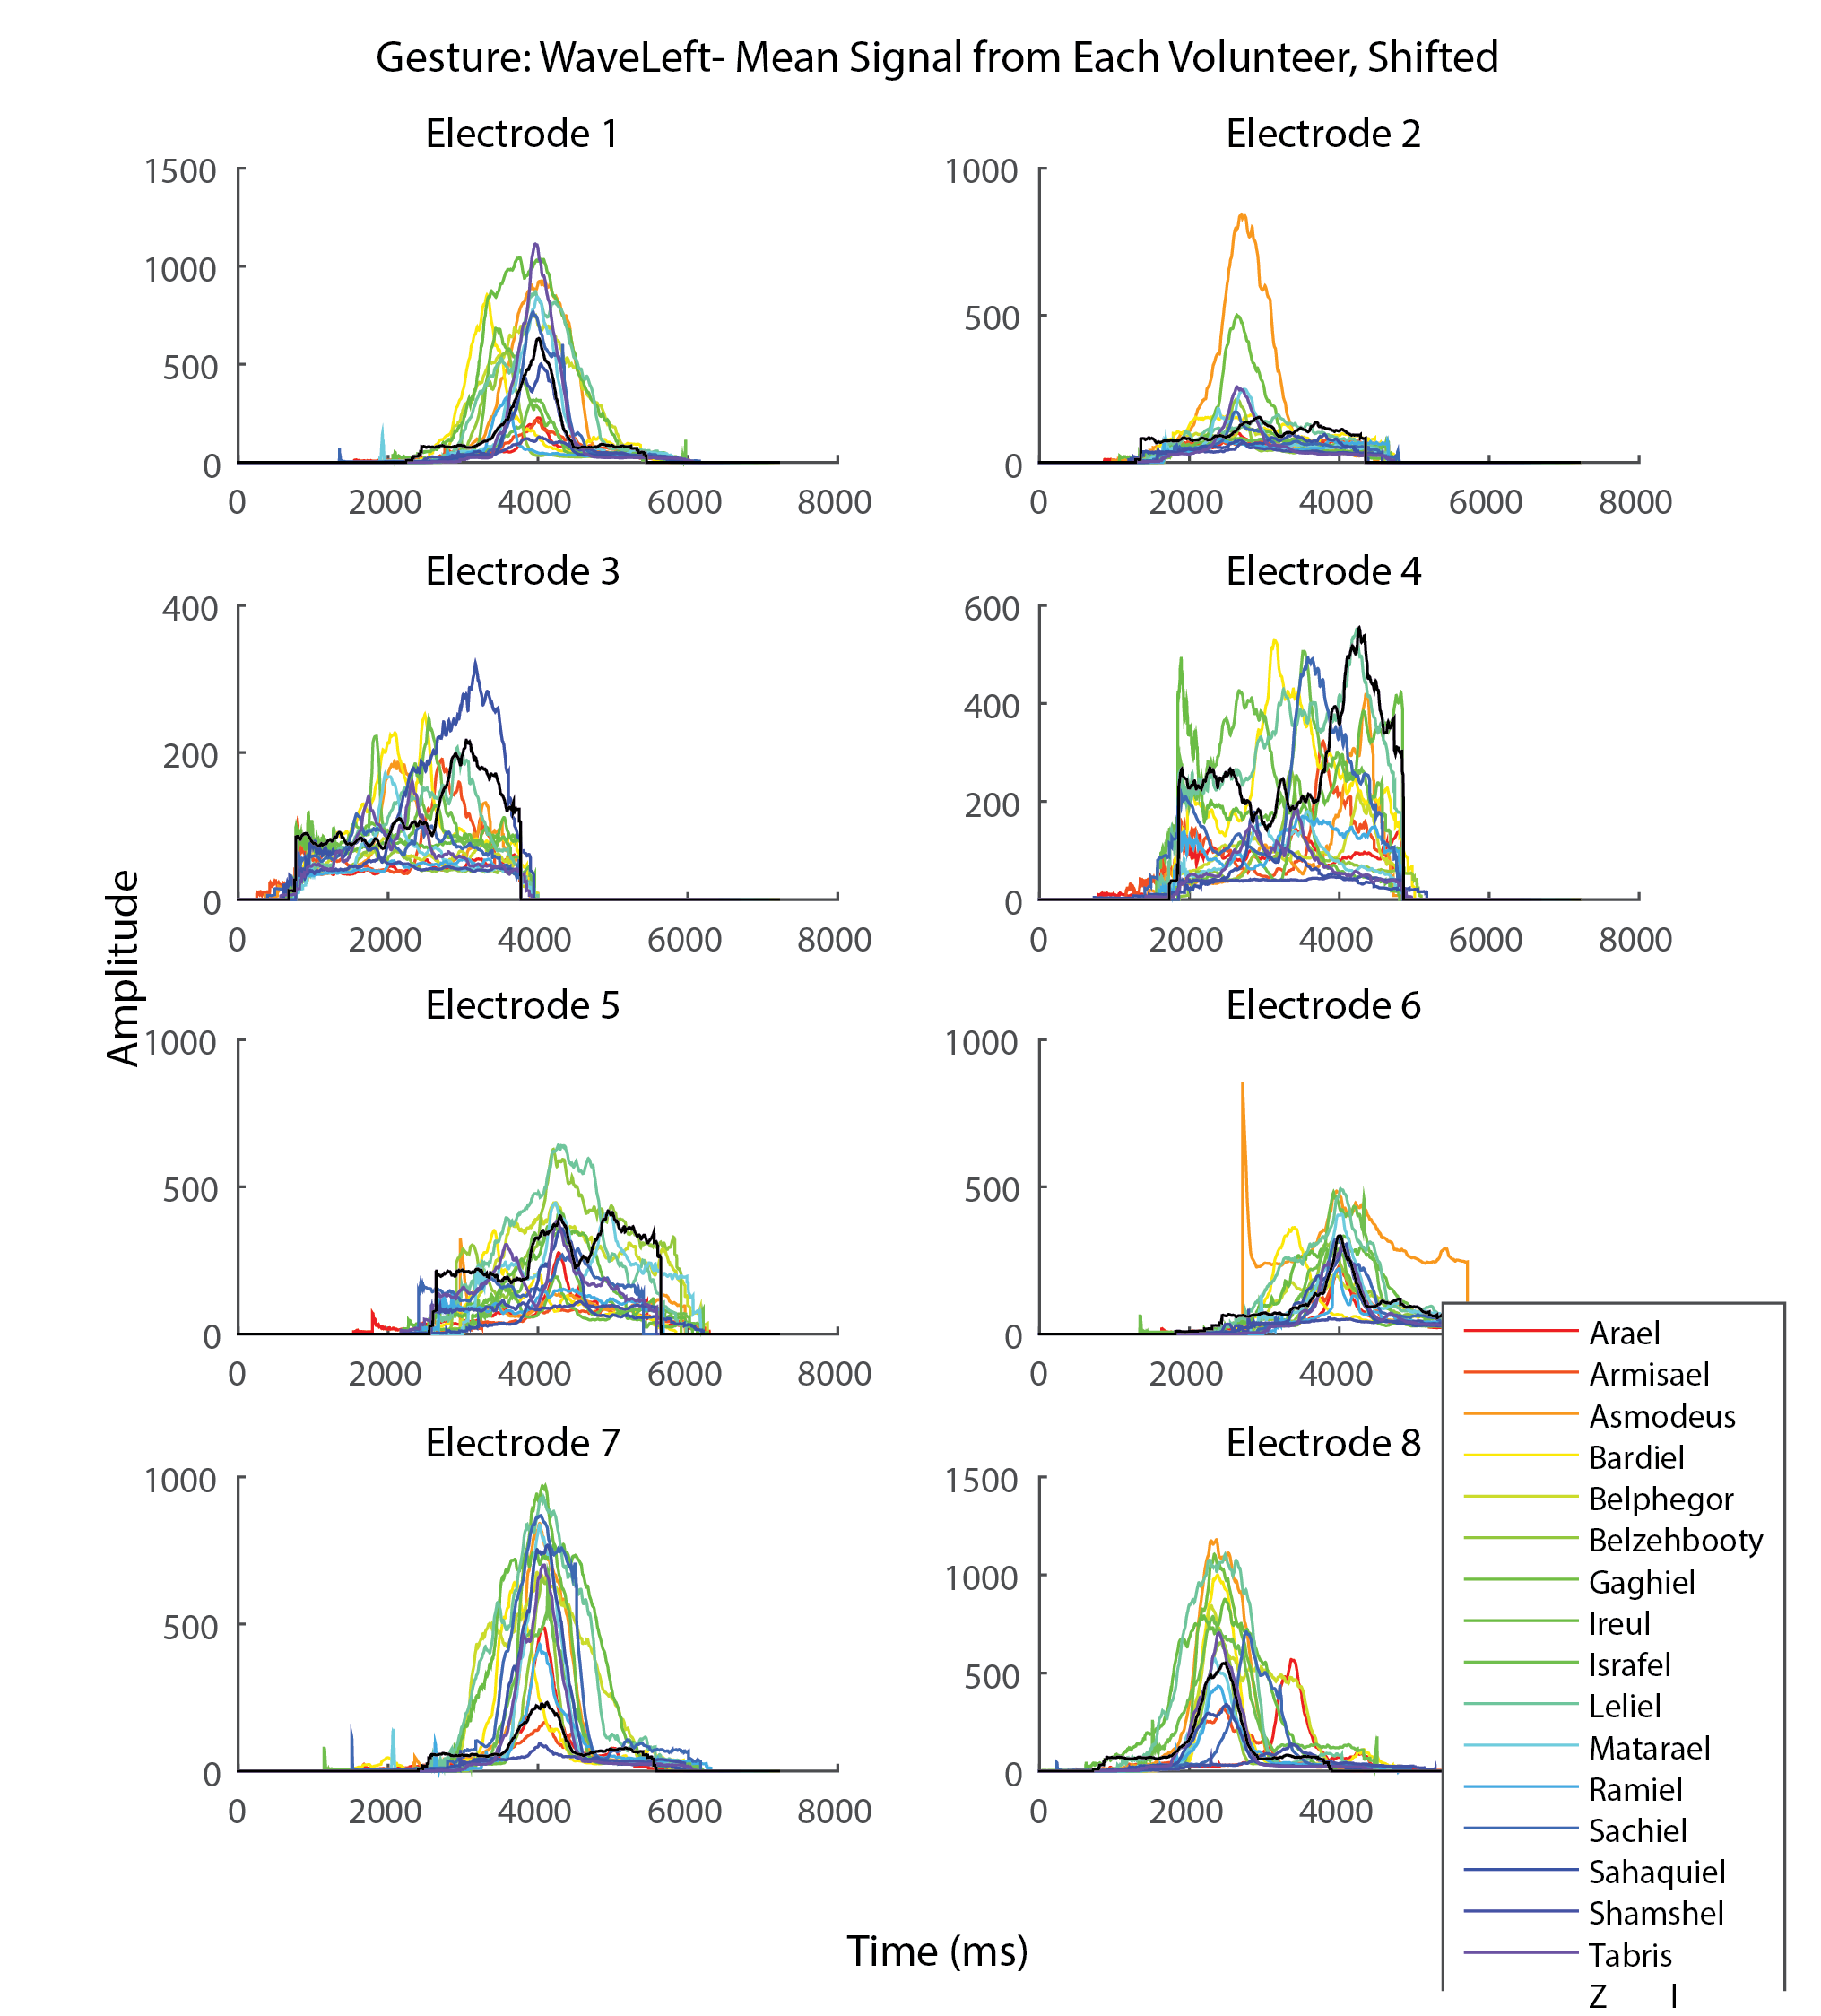 Gesture: WaveLeft- Mean Signal from Each Volunteer, Shifted
Electrode 1
1500
1000
500
0
0 2000 4000 6000 8000
Electrode 2
1000
500
0
0 2000 4000 6000 8000
Electrode 3
400
200
0
0 2000 4000 6000 8000
Electrode 4
600
400
200
0
0 2000 4000 6000 8000
Amplitude
Electrode 5
1000
500
0
0 2000 4000 6000 8000
Electrode 6
1000
500
0
0 2000 4000
Electrode 7
1000
500
0
0 2000 4000 6000 8000
Electrode 8
1500
1000
500
0
0 2000 4000
Arael
Armisael
Asmodeus
Bardiel
Belphegor
Belzehbooty
Gaghiel
Ireul
Israfel
Leliel
Matarael
Ramiel
Sachiel
Sahaquiel
Shamshel
Tabris
Time (ms)